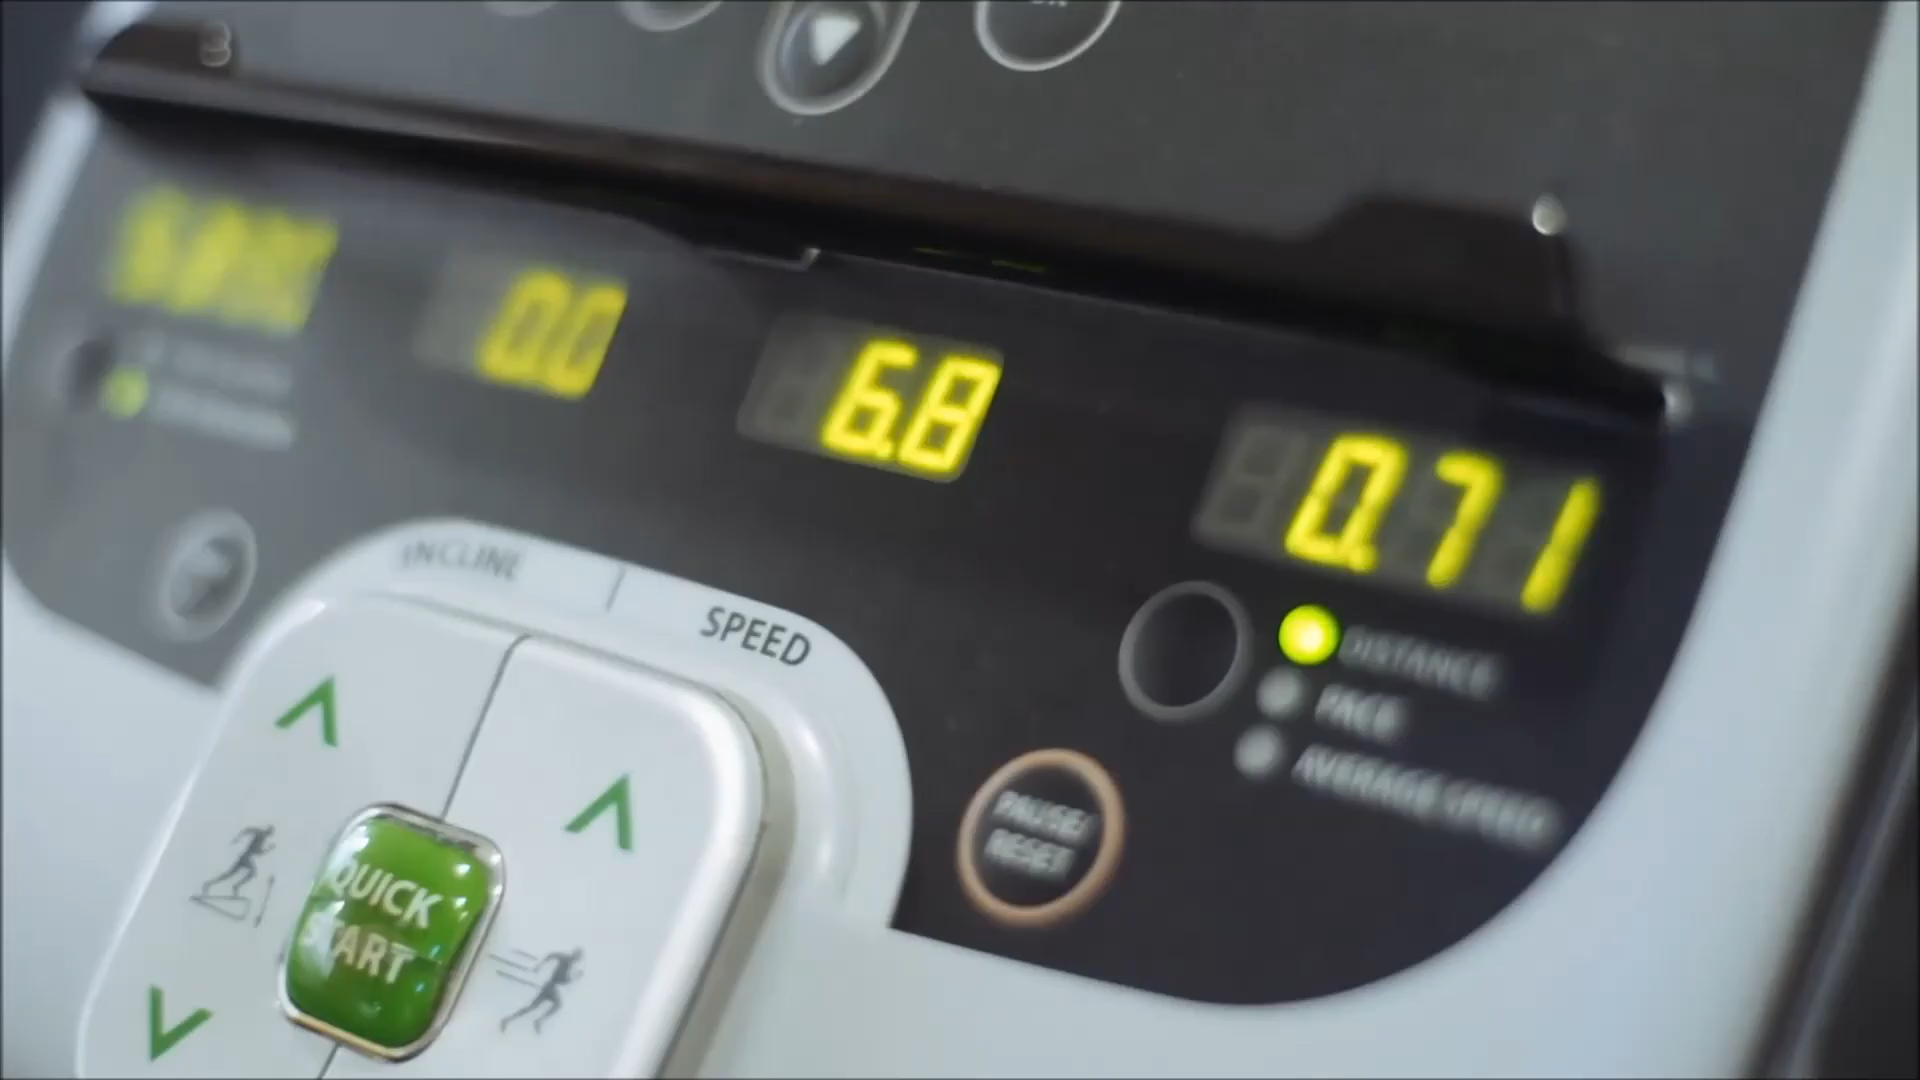 0.0
6.8
0.71
INCLINE
SPEED
DISTANCE
PACE
AVERAGE SPEED
PAUSE/
RESET
QUICK
START